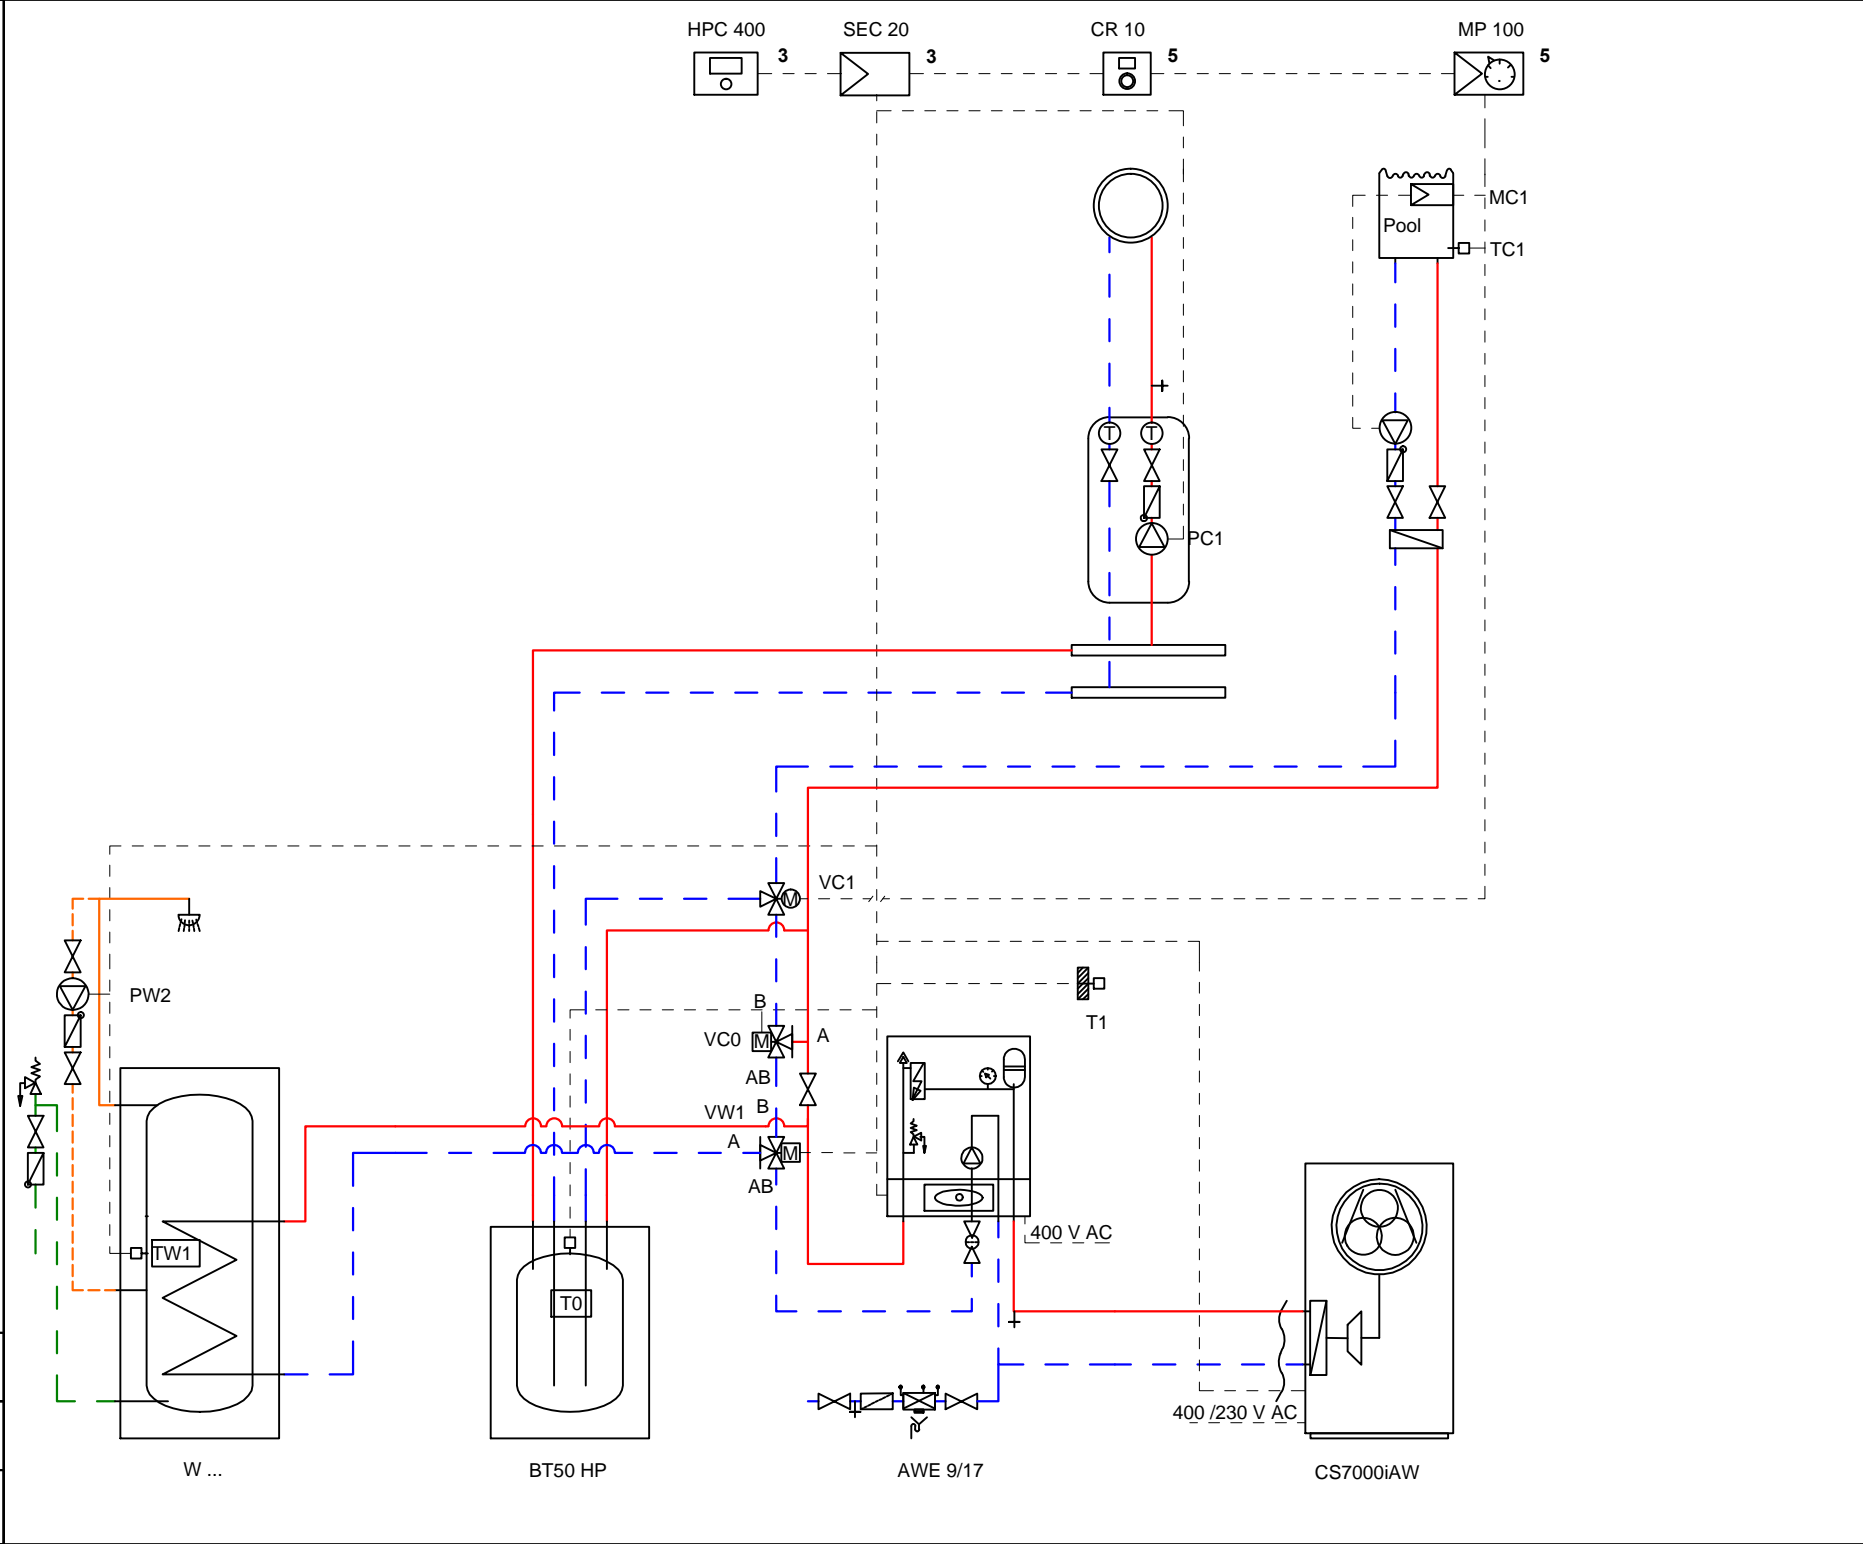 HPC 400
SEC 20
CR 10
MP 100
3
3
5
5
MC1
Pool
TC1
T
T
PC1
VC1
M
PW2
B
T1
VC0
M
A
AB
VW1
B
A
M
AB
400 V AC
TW1
T0
400 /230 V AC
W ...
BT50 HP
AWE 9/17
CS7000iAW